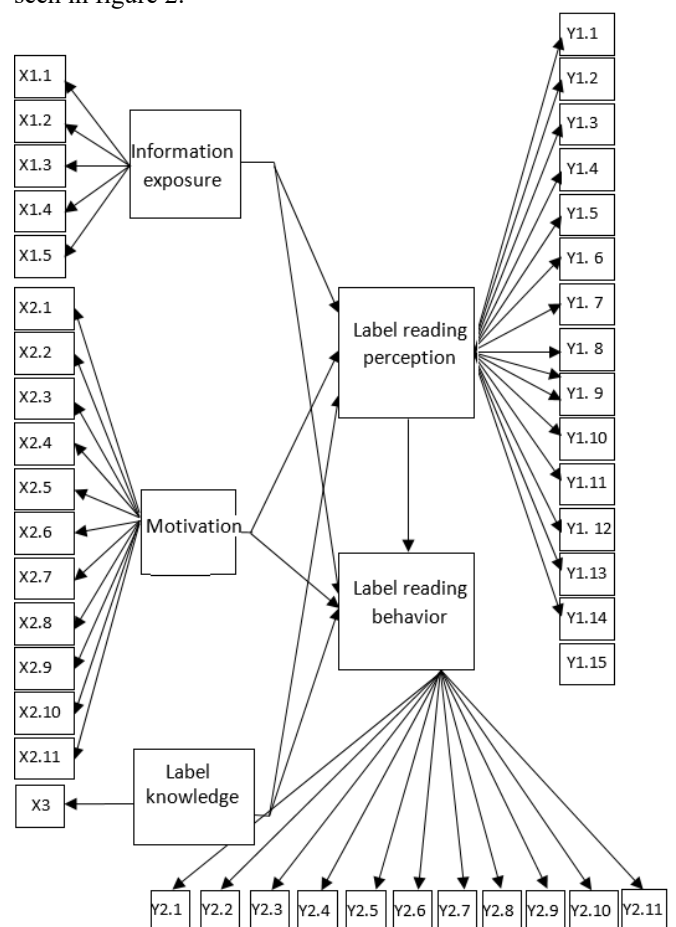 seen in figure 2.
X1.1
X1.2
X1.3
X1.4
X1.5
Information
exposure
X2.1
X2.2
X2.3
X2.4
X2.5
X2.6
X2.7
X2.8
X2.9
X2.10
X2.11
Motivation
X3
Label
knowledge
Label reading
perception
Label reading
behavior
Y1.1
Y1.2
Y1.3
Y1.4
Y1.5
Y1. 6
Y1. 7
Y1. 8
Y1. 9
Y1.10
Y1.11
Y1. 12
Y1.13
Y1.14
Y1.15
Y2.1 Y2.2 Y2.3 Y2.4 Y2.5 Y2.6 Y2.7 Y2.8 Y2.9 Y2.10 Y2.11